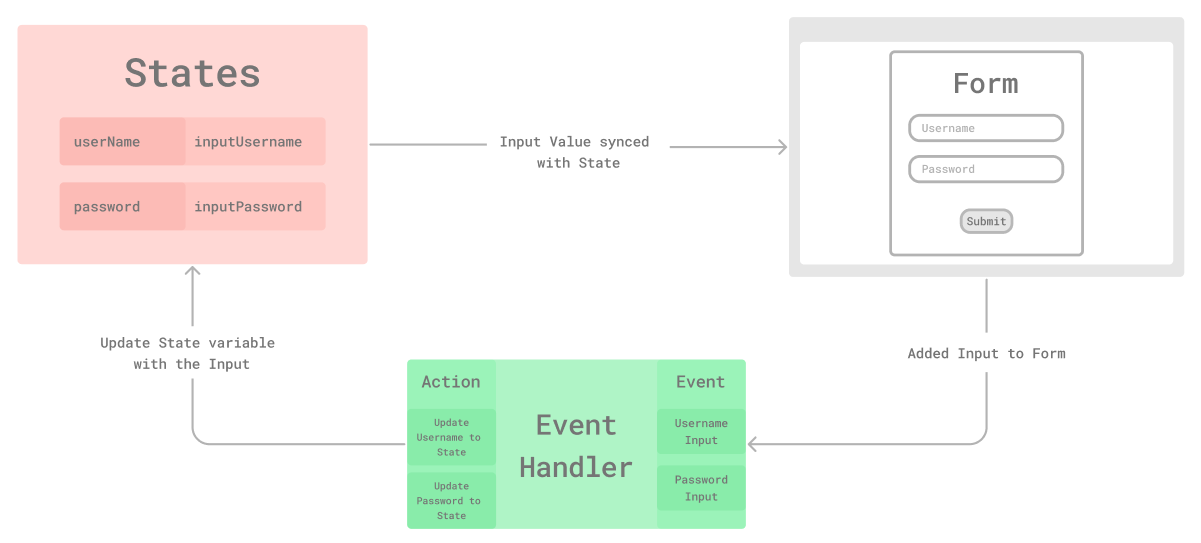 States
userName
inputUsername
password
inputPassword
Input Value synced
with State
Form
Username
Password
Submit
Update State variable
with the Input
Added Input to Form
Action
Update
Username to
State
Update
Password to
State
Event
Handler
Event
Username
Input
Password
Input